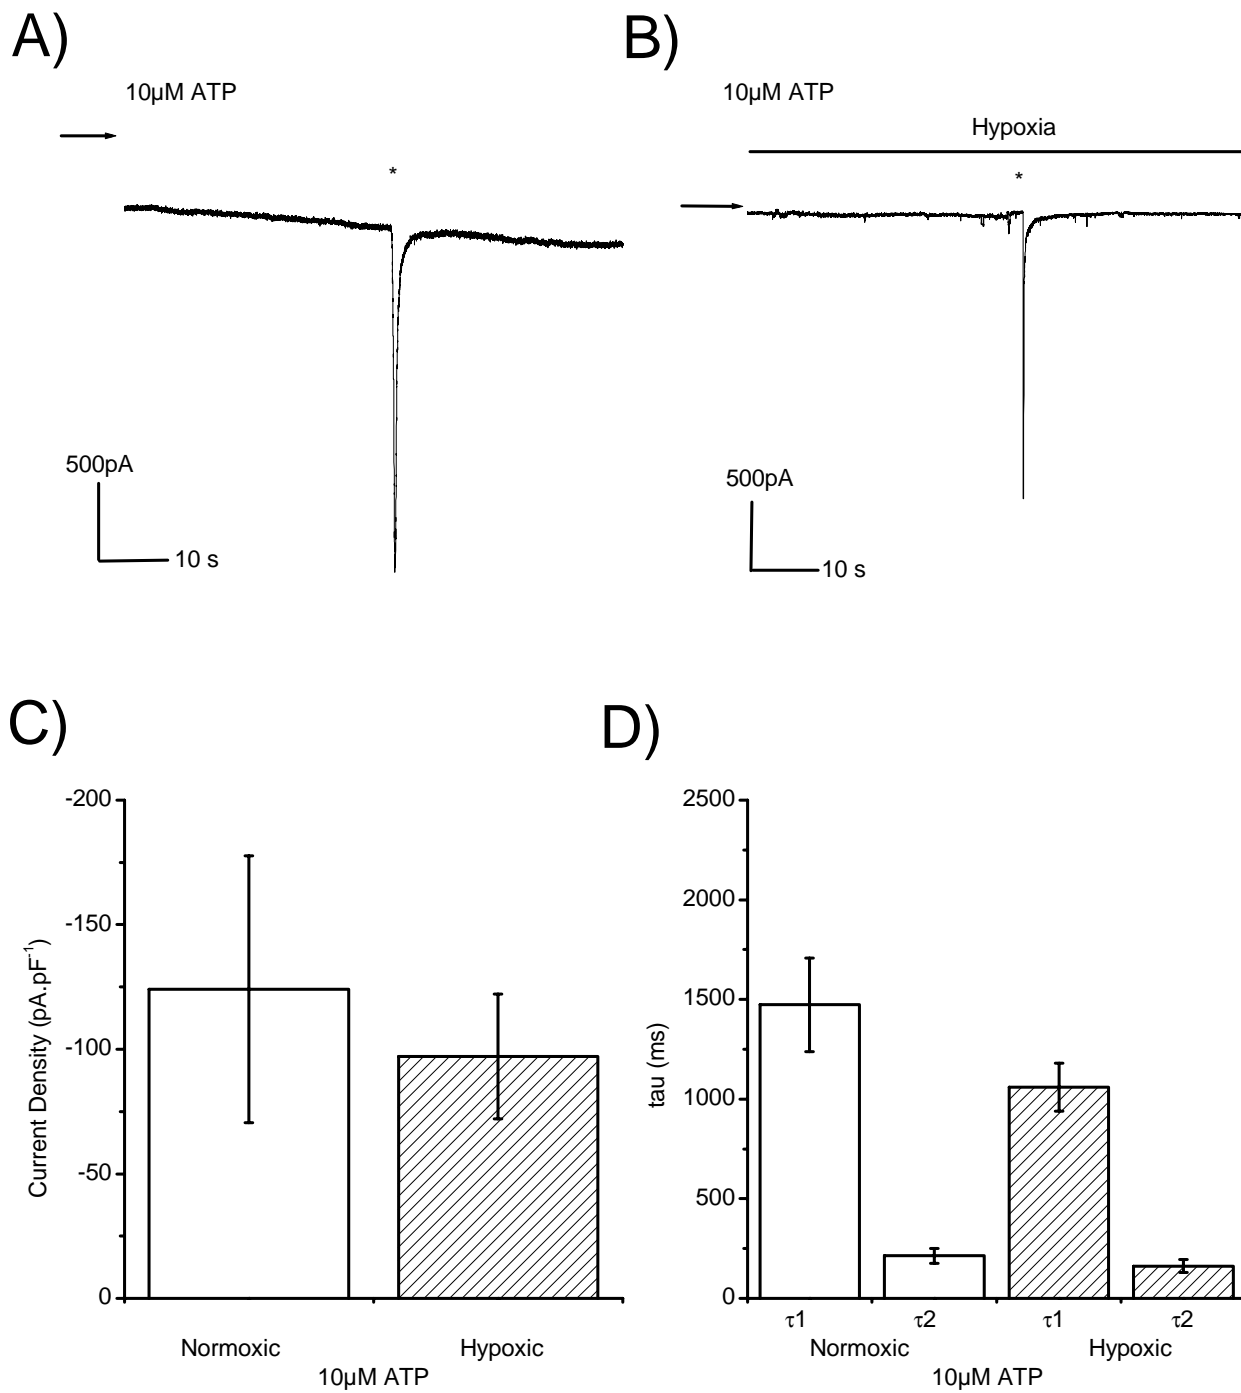 A)
10µM ATP
*
500pA
10 s
B)
10µM ATP
Hypoxia
*
500pA
10 s
C)
-200
-150
-100
-50
0
Current Density (pA.pF⁻¹)
Normoxic
Hypoxic
10µM ATP
D)
2500
2000
1500
1000
500
0
tau (ms)
τ1 τ2 τ1 τ2
Normoxic Hypoxic
10µM ATP